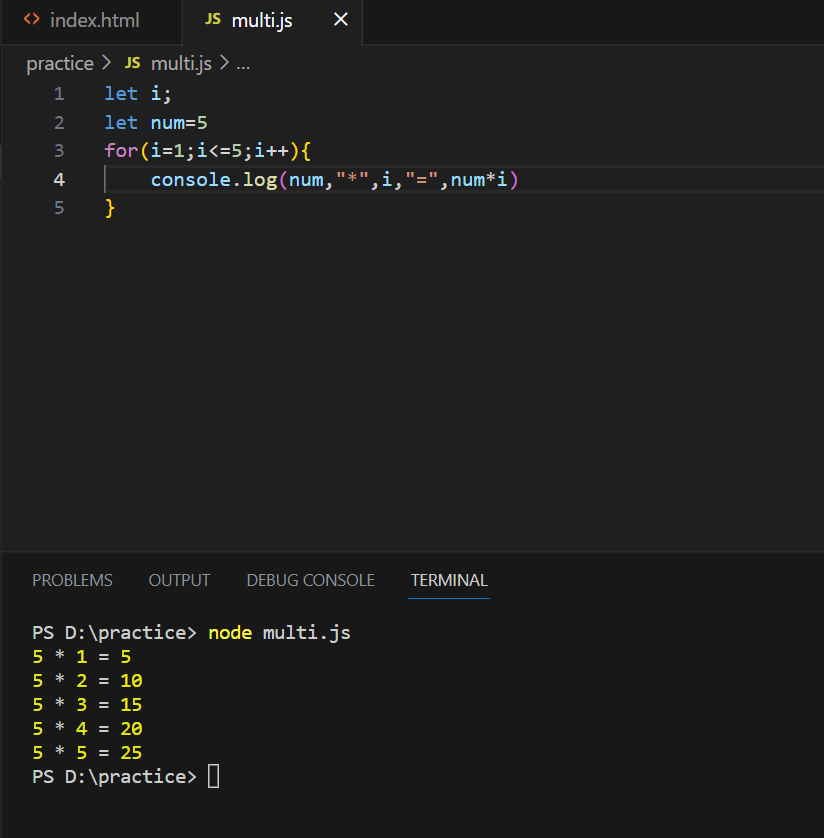 <> index.html JS multi.js ×
practice > JS multi.js > ...
1 let i;
2 let num=5
3 for(i=1;i<=5;i++){
4     console.log(num,"*",i,"=",num*i)
5 }
PROBLEMS OUTPUT DEBUG CONSOLE TERMINAL
PS D:\practice> node multi.js
5 * 1 = 5
5 * 2 = 10
5 * 3 = 15
5 * 4 = 20
5 * 5 = 25
PS D:\practice>